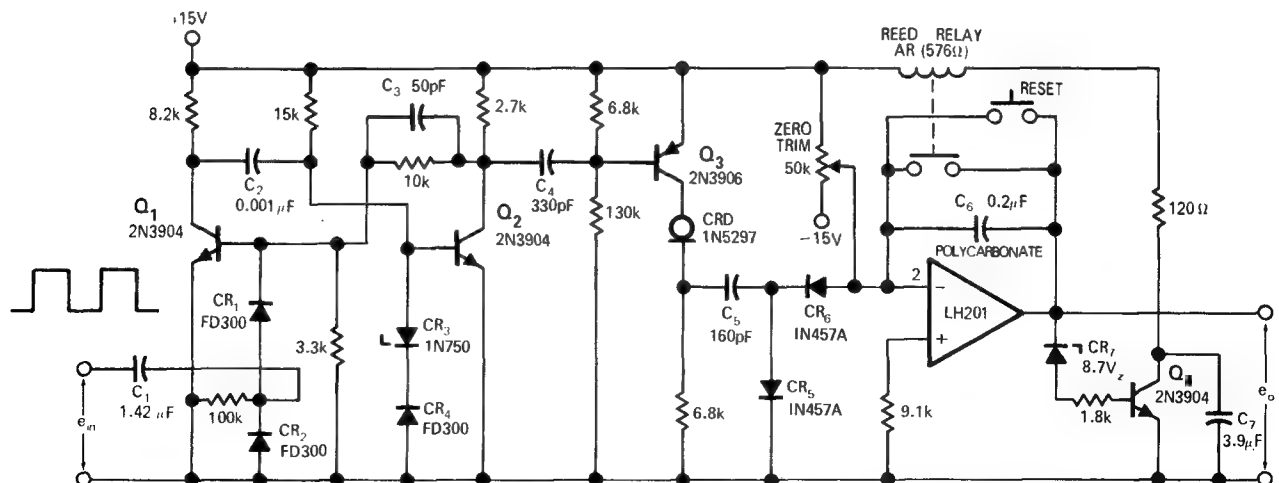 +15V
REED RELAY
AR (576Ω)
RESET
8.2k
15k
C3 50pF
2.7k
6.8k
ZERO
TRIM
50k
Q3
2N3906
10k
C2
0.001μF
C4
330pF
130k
Q1
2N3904
Q2
2N3904
CRD
1N5297
-15V
C6 0.2μF
POLYCARBONATE
120Ω
2
-
+
LH201
C5
160pF
CR6
IN457A
CR1
FD300
3.3k
CR3
1N750
CR7
8.7Vz
C1
1.42μF
100k
CR2
FD300
CR4
FD300
6.8k
CR5
IN457A
9.1k
1.8k
2N3904
C7
3.9μF
ein
eo